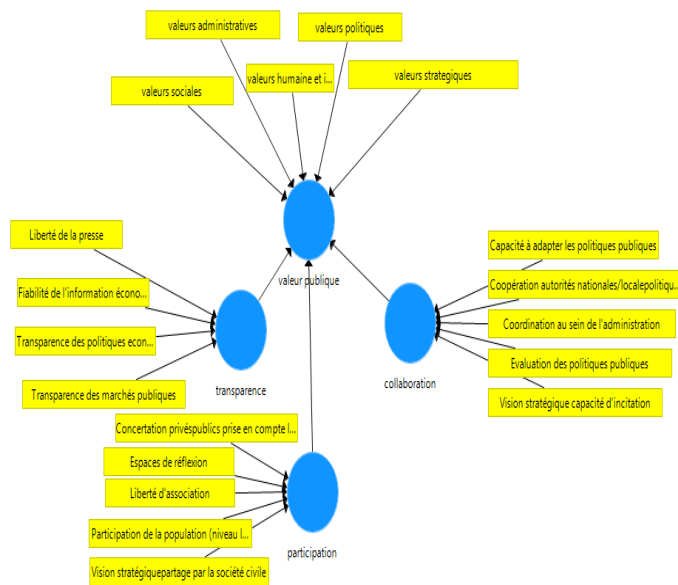 valeurs administratives
valeurs politiques
valeurs humaine et i...
valeurs strategiques
valeurs sociales
valeur publique
Liberté de la presse
Fiabilité de l'information écono...
Transparence des politiques econ...
Transparence des marchés publiques
transparence
Capacité à adapter les politiques publiques
Coopération autorités nationales/localepolitiqu...
Coordination au sein de l'administration
Evaluation des politiques publiques
Vision stratégique capacité d'incitation
collaboration
Concertation privéspublics prise en compte l...
Espaces de réflexion
Liberté d'association
Participation de la population (niveau l...
Vision stratégiquepartage par la société civile
participation